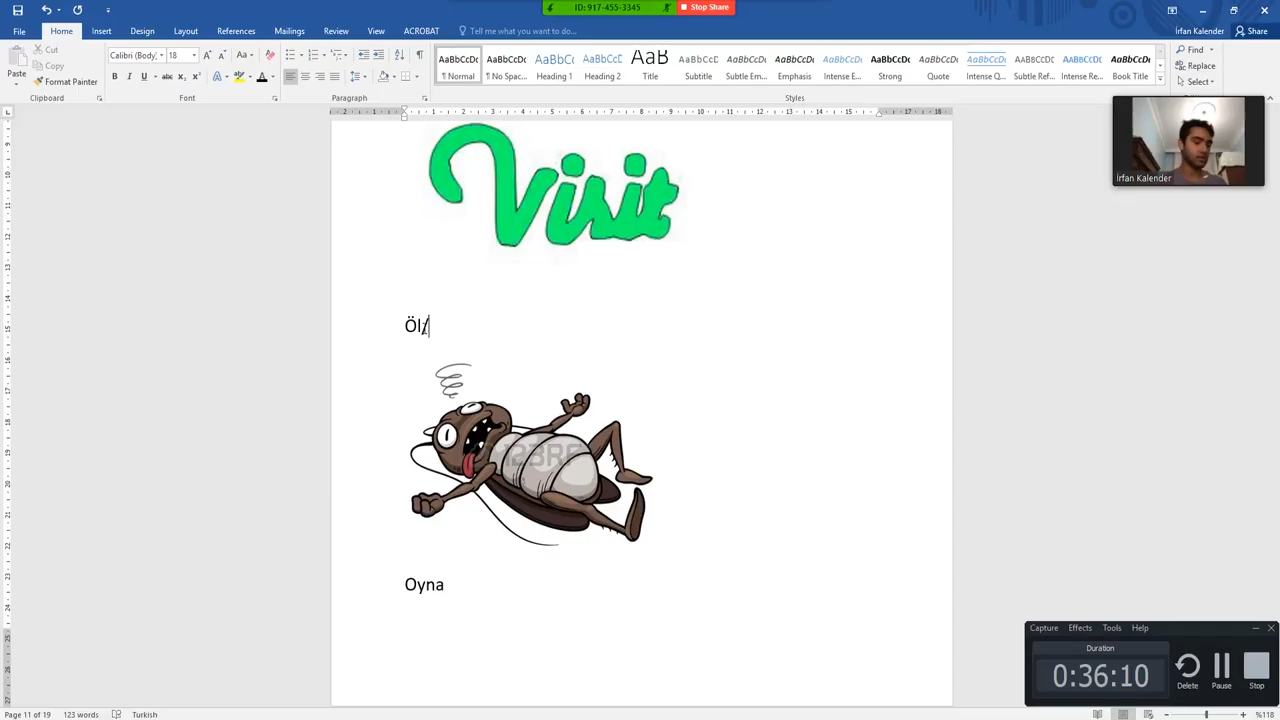 ID: 917-455-3345
Stop Share
File
Home
Insert
Design
Layout
References
Mailings
Review
View
ACROBAT
Tell me what you want to do...
İrfan Kalender
Share
Paste
Cut
Copy
Format Painter
Clipboard
Calibri (Body)
18
Font
Paragraph
AaBbCcDc
¶ Normal
AaBbCcDc
¶ No Spac...
AaBbC
Heading 1
AaBbCc
Heading 2
AaB
Title
AaBbCcD
Subtitle
AaBbCcDc
Subtle Em...
AaBbCcDc
Emphasis
AaBbCcDc
Intense E...
AaBbCcDc
Strong
AaBbCcDc
Quote
AaBbCcDc
Intense Q...
AaBbCcDc
Subtle Ref...
AaBbCcDc
Intense Re...
AaBbCcDc
Book Title
Styles
Find
Replace
Select
İrfan Kalender
Visit
Öl/
123RF
Oyna
Capture
Effects
Tools
Help
Duration
0:36:10
Delete
Pause
Stop
Page 11 of 19
123 words
Turkish
%118